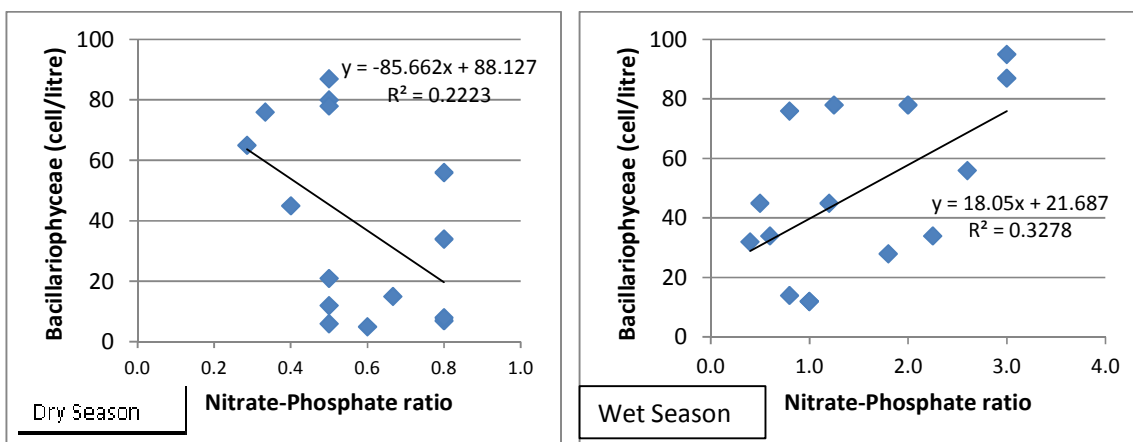 Bacillariophyceae (cell/litre)
100
80
60
40
20
0
y = -85.662x + 88.127
R² = 0.2223
0.0 0.2 0.4 0.6 0.8 1.0
Nitrate-Phosphate ratio
Dry Season
Bacillariophyceae (cell/litre)
100
80
60
40
20
0
y = 18.05x + 21.687
R² = 0.3278
0.0 1.0 2.0 3.0 4.0
Nitrate-Phosphate ratio
Wet Season